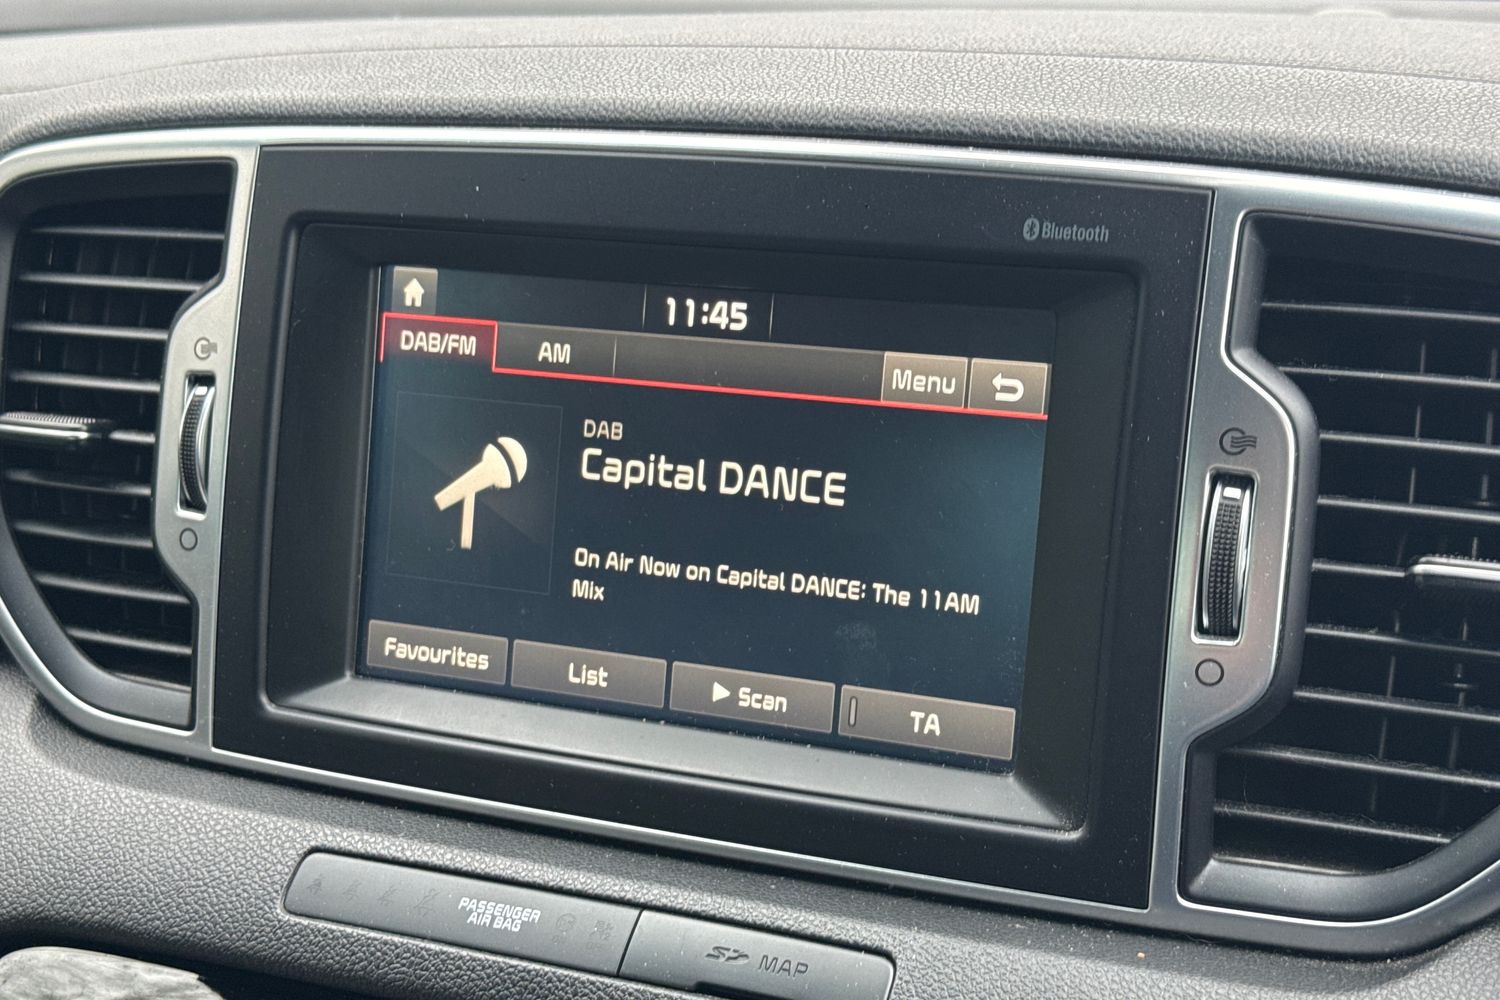 Bluetooth
11:45
DAB/FM
AM
Menu
DAB
Capital DANCE
On Air Now on Capital DANCE: The 11AM
Mix
Favourites
List
Scan
TA
PASSENGER
AIR BAG
SD MAP